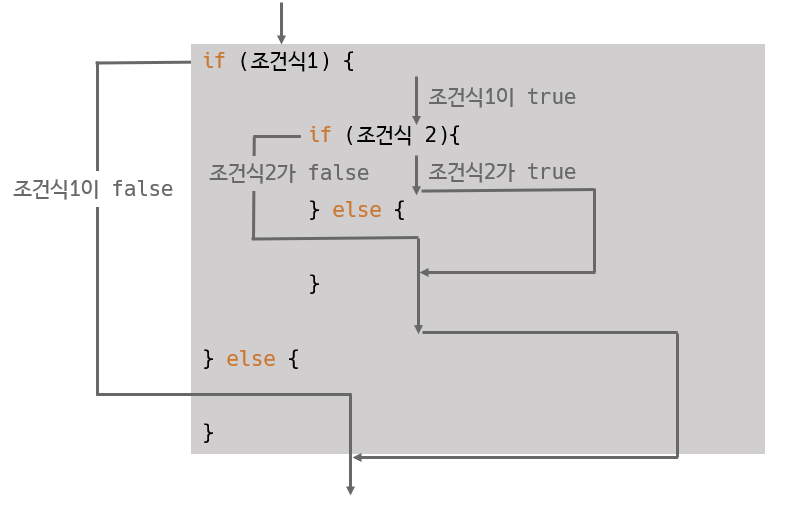 if (조건식1) {
조건식1이 true
if (조건식 2){
조건식2가 false
조건식2가 true
조건식1이 false
} else {
}
} else {
}